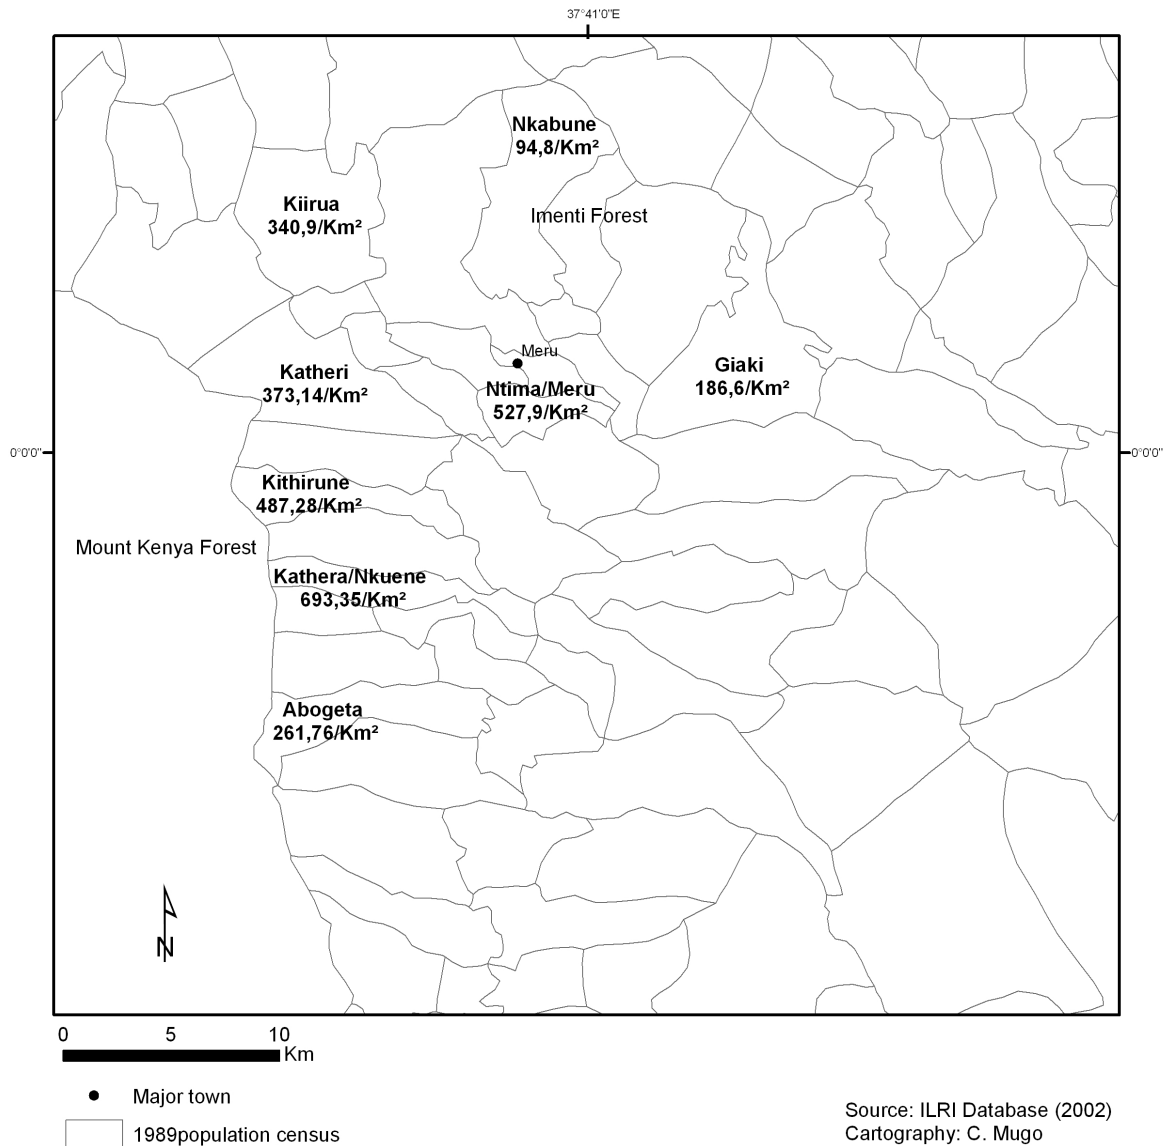 37°41'0"E
Nkabune
94,8/Km²
Kiirua
340,9/Km²
Imenti Forest
Meru
Katheri
373,14/Km²
Giaki
186,6/Km²
Ntima/Meru
527,9/Km²
0°0'0"
0°0'0"
Kithirune
487,28/Km²
Mount Kenya Forest
Kathera/Nkuene
693,35/Km²
Abogeta
261,76/Km²
N
0 5 10
Km
Major town
1989population census
Source: ILRI Database (2002)
Cartography: C. Mugo